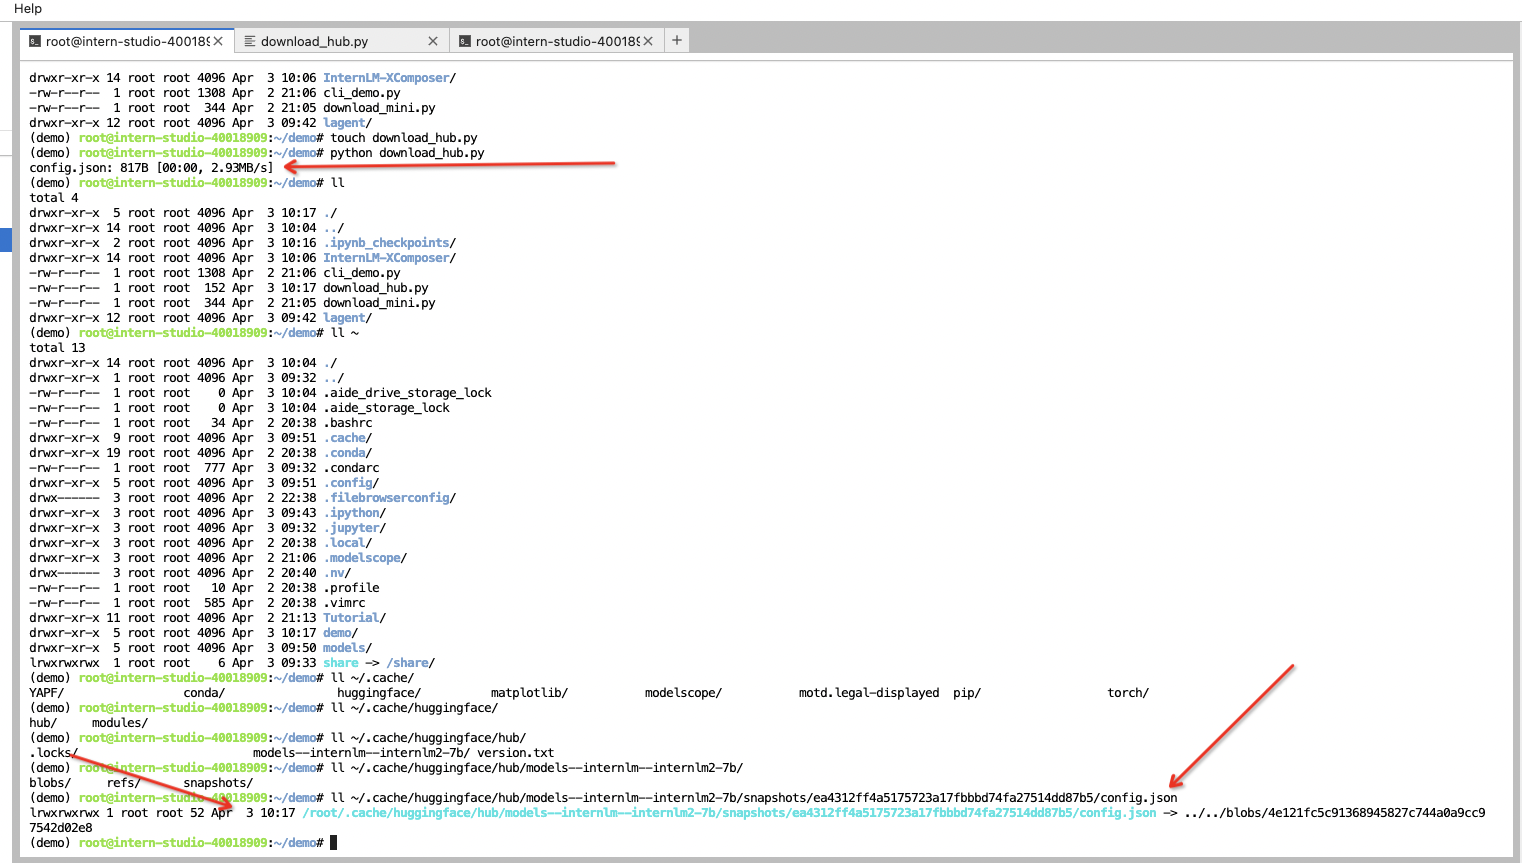 Help
root@intern-studio-400189
download_hub.py
root@intern-studio-400189
drwxr-xr-x 14 root root 4096 Apr  3 10:06 InternLM-XComposer/
-rw-r--r--  1 root root 1308 Apr  2 21:06 cli_demo.py
-rw-r--r--  1 root root  344 Apr  2 21:05 download_mini.py
drwxr-xr-x 12 root root 4096 Apr  3 09:42 lagent/
(demo) root@intern-studio-40018909:~/demo# touch download_hub.py
(demo) root@intern-studio-40018909:~/demo# python download_hub.py
config.json: 817B [00:00, 2.93MB/s]
(demo) root@intern-studio-40018909:~/demo# ll
total 4
drwxr-xr-x  5 root root 4096 Apr  3 10:17 ./
drwxr-xr-x 14 root root 4096 Apr  3 10:04 ../
drwxr-xr-x  2 root root 4096 Apr  3 10:16 .ipynb_checkpoints/
drwxr-xr-x 14 root root 4096 Apr  3 10:06 InternLM-XComposer/
-rw-r--r--  1 root root 1308 Apr  2 21:06 cli_demo.py
-rw-r--r--  1 root root  152 Apr  3 10:17 download_hub.py
-rw-r--r--  1 root root  344 Apr  2 21:05 download_mini.py
drwxr-xr-x 12 root root 4096 Apr  3 09:42 lagent/
(demo) root@intern-studio-40018909:~/demo# ll ~
total 13
drwxr-xr-x 14 root root 4096 Apr  3 10:04 ./
drwxr-xr-x  1 root root 4096 Apr  3 09:32 ../
-rw-r--r--  1 root root    0 Apr  3 10:04 .aide_drive_storage_lock
-rw-r--r--  1 root root    0 Apr  3 10:04 .aide_storage_lock
-rw-r--r--  1 root root   34 Apr  2 20:38 .bashrc
drwxr-xr-x  9 root root 4096 Apr  3 09:51 .cache/
drwxr-xr-x 19 root root 4096 Apr  2 20:38 .conda/
-rw-r--r--  1 root root  777 Apr  3 09:32 .condarc
drwxr-xr-x  5 root root 4096 Apr  3 09:51 .config/
drwx------  3 root root 4096 Apr  2 22:38 .filebrowserconfig/
drwxr-xr-x  3 root root 4096 Apr  3 09:43 .ipython/
drwxr-xr-x  3 root root 4096 Apr  3 09:32 .jupyter/
drwxr-xr-x  3 root root 4096 Apr  2 20:38 .local/
drwxr-xr-x  3 root root 4096 Apr  2 21:06 .modelscope/
drwx------  3 root root 4096 Apr  2 20:40 .nv/
-rw-r--r--  1 root root   10 Apr  2 20:38 .profile
-rw-r--r--  1 root root  585 Apr  2 20:38 .vimrc
drwxr-xr-x 11 root root 4096 Apr  2 21:13 Tutorial/
drwxr-xr-x  5 root root 4096 Apr  3 10:17 demo/
drwxr-xr-x  5 root root 4096 Apr  3 09:50 models/
lrwxrwxrwx  1 root root    6 Apr  3 09:33 share -> /share/
(demo) root@intern-studio-40018909:~/demo# ll ~/.cache/
YAPF/ conda/ huggingface/ matplotlib/ modelscope/ motd.legal-displayed pip/ torch/
(demo) root@intern-studio-40018909:~/demo# ll ~/.cache/huggingface/
hub/ modules/
(demo) root@intern-studio-40018909:~/demo# ll ~/.cache/huggingface/hub/
.locks/ models--internlm--internlm2-7b/ version.txt
(demo) root@intern-studio-40018909:~/demo# ll ~/.cache/huggingface/hub/models--internlm--internlm2-7b/
blobs/ refs/ snapshots/
(demo) root@intern-studio-40018909:~/demo# ll ~/.cache/huggingface/hub/models--internlm--internlm2-7b/snapshots/ea4312ff4a5175723a17fbbbd74fa27514dd87b5/config.json
lrwxrwxrwx 1 root root 52 Apr  3 10:17 /root/.cache/huggingface/hub/models--internlm--internlm2-7b/snapshots/ea4312ff4a5175723a17fbbbd74fa27514dd87b5/config.json -> ../../blobs/4e121fc5c91368945827c744a0a9cc9
7542d02e8
(demo) root@intern-studio-40018909:~/demo#